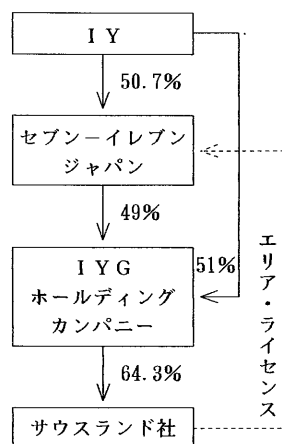 IY
50.7%
セブン－イレブン
ジャパン
49%
51%
IYG
ホールディング
カンパニー
64.3%
サウスランド社
エリア・ライセンス